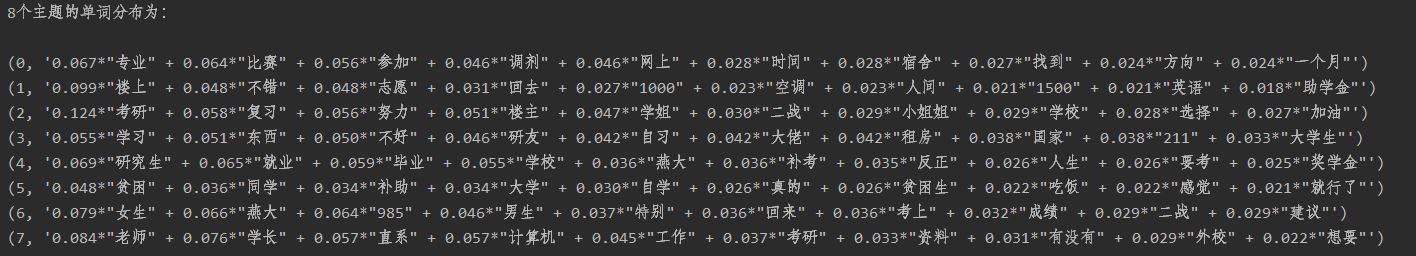 8个主题的单词分布为:
(0, '0.067*"专业" + 0.064*"比赛" + 0.056*"参加" + 0.046*"调剂" + 0.046*"网上" + 0.028*"时间" + 0.028*"宿舍" + 0.027*"找到" + 0.024*"方向" + 0.024*"一个月"')
(1, '0.099*"楼上" + 0.048*"不错" + 0.048*"志愿" + 0.031*"回去" + 0.027*"1000" + 0.023*"空调" + 0.023*"人间" + 0.021*"1500" + 0.021*"英语" + 0.018*"助学金"')
(2, '0.124*"考研" + 0.058*"复习" + 0.056*"努力" + 0.051*"楼主" + 0.047*"学姐" + 0.030*"二战" + 0.029*"小姐姐" + 0.029*"学校" + 0.028*"选择" + 0.027*"加油"')
(3, '0.055*"学习" + 0.051*"东西" + 0.050*"不好" + 0.046*"研友" + 0.042*"自习" + 0.042*"大佬" + 0.042*"租房" + 0.038*"国家" + 0.038*"211" + 0.033*"大学生"')
(4, '0.069*"研究生" + 0.065*"就业" + 0.059*"毕业" + 0.055*"学校" + 0.036*"燕大" + 0.036*"补考" + 0.035*"反正" + 0.026*"人生" + 0.026*"要考" + 0.025*"奖学金"')
(5, '0.048*"贫困" + 0.036*"同学" + 0.034*"补助" + 0.034*"大学" + 0.030*"自学" + 0.026*"真的" + 0.026*"贫困生" + 0.022*"吃饭" + 0.022*"感觉" + 0.021*"就行了"')
(6, '0.079*"女生" + 0.066*"燕大" + 0.064*"985" + 0.046*"男生" + 0.037*"特别" + 0.036*"回来" + 0.036*"考上" + 0.032*"成绩" + 0.029*"二战" + 0.029*"建议"')
(7, '0.084*"老师" + 0.076*"学长" + 0.057*"直系" + 0.057*"计算机" + 0.045*"工作" + 0.037*"考研" + 0.033*"资料" + 0.031*"有没有" + 0.029*"外校" + 0.022*"想要"')